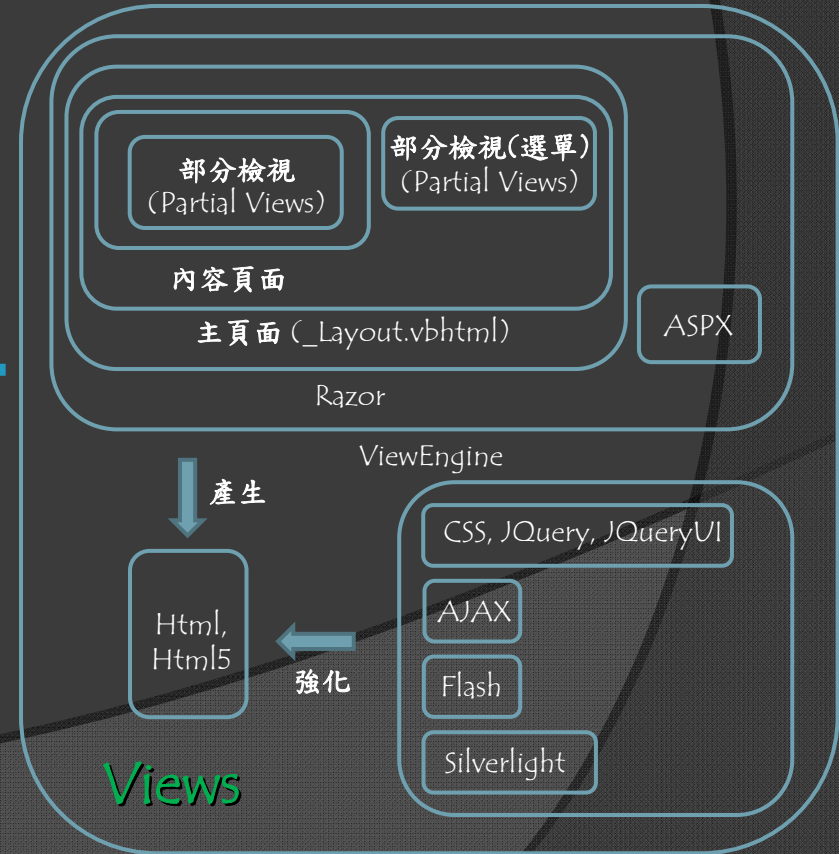 部分檢視
(Partial Views)
部分檢視(選單)
(Partial Views)
內容頁面
主頁面 (_Layout.vbhtml)
ASPX
Razor
ViewEngine
產生
CSS, JQuery, JQueryUI
AJAX
Html,
Html5
強化
Flash
Silverlight
Views